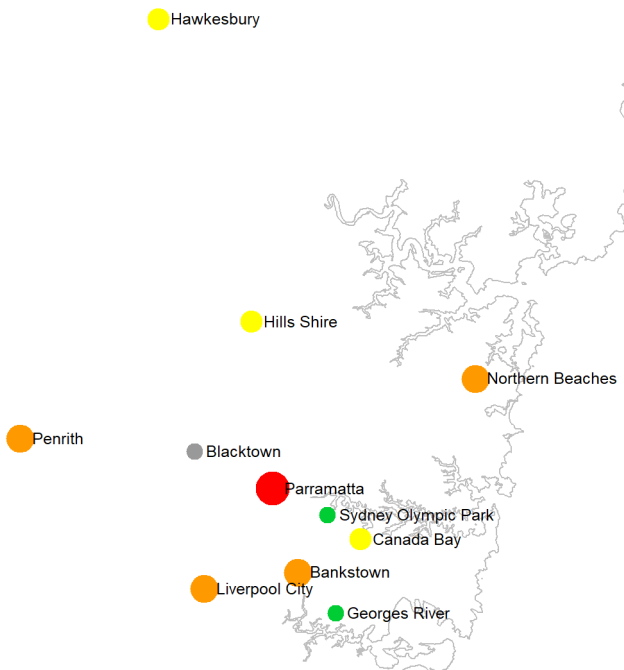 Hawkesbury
Hills Shire
Northern Beaches
Penrith
Blacktown
Parramatta
Sydney Olympic Park
Canada Bay
Bankstown
Liverpool City
Georges River